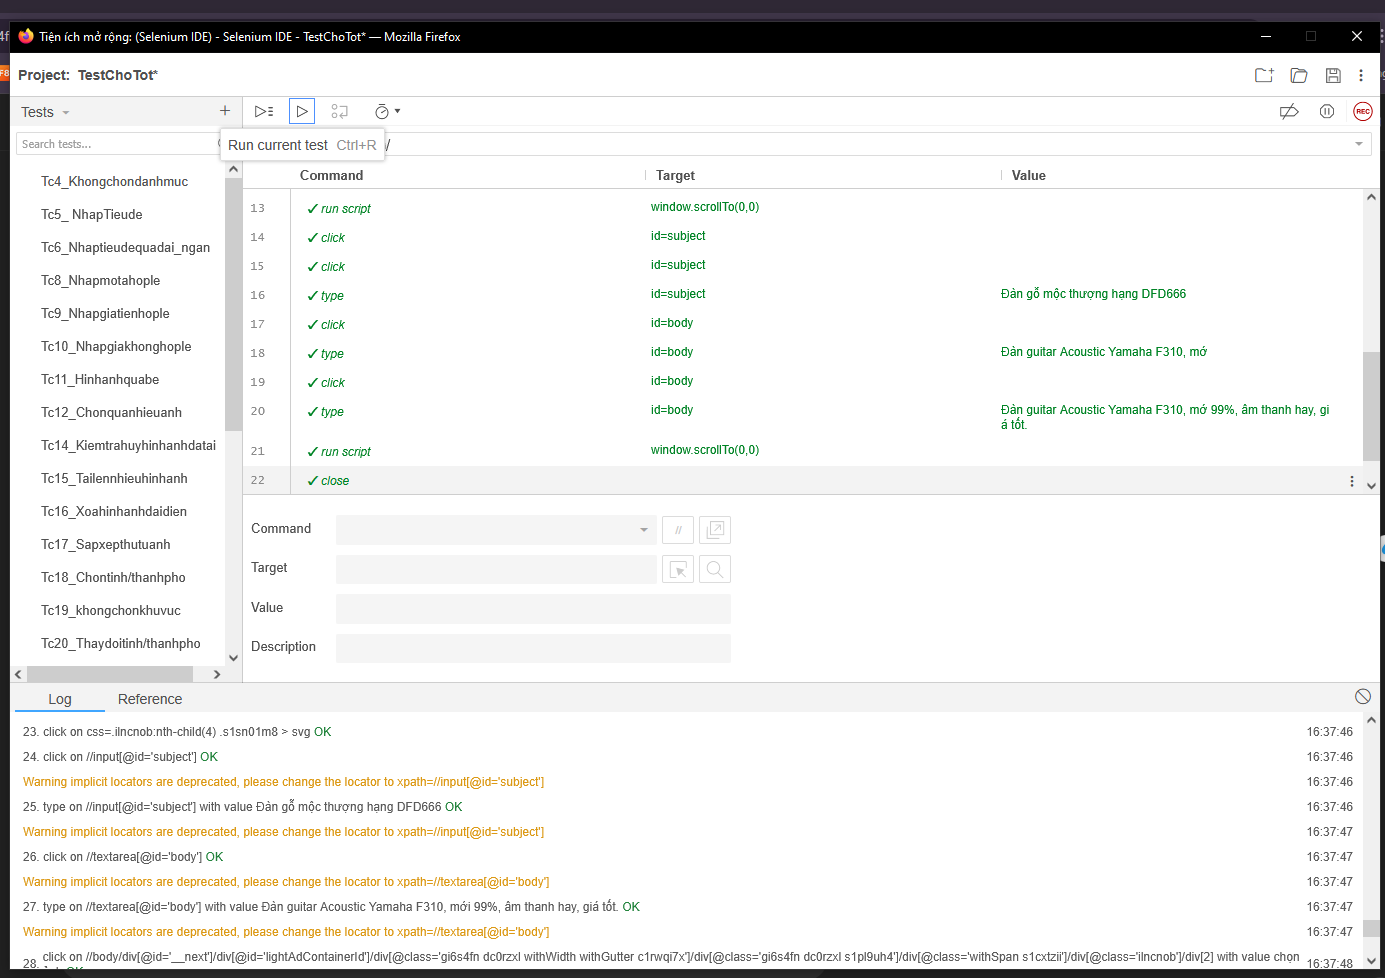 Tiện ích mở rộng: (Selenium IDE) - Selenium IDE - TestChoTot* — Mozilla Firefox
Project: TestChoTot*
Tests
Search tests...
Run current test Ctrl+R
/
REC
Tc4_Khongchondanhmuc
Tc5_ NhapTieude
Tc6_Nhaptieudequadai_ngan
Tc8_Nhapmotahople
Tc9_Nhapgiatienhople
Tc10_Nhapgiakhonghople
Tc11_Hinhanhquabe
Tc12_Chonquanhieuanh
Tc14_Kiemtrahuyhinhanhdatai
Tc15_Tailennhieuhinhanh
Tc16_Xoahinhanhdaidien
Tc17_Sapxepthutuanh
Tc18_Chontinh/thanhpho
Tc19_khongchonkhuvuc
Tc20_Thaydoitinh/thanhpho
Command Target Value
13 ✓ run script window.scrollTo(0,0)
14 ✓ click id=subject
15 ✓ click id=subject
16 ✓ type id=subject Đàn gỗ mộc thượng hạng DFD666
17 ✓ click id=body
18 ✓ type id=body Đàn guitar Acoustic Yamaha F310, mớ
19 ✓ click id=body
20 ✓ type id=body Đàn guitar Acoustic Yamaha F310, mớ 99%, âm thanh hay, gi
á tốt.
21 ✓ run script window.scrollTo(0,0)
22 ✓ close
Command
//
Target
Value
Description
Log Reference
23. click on css=.ilncnob:nth-child(4) .s1sn01m8 > svg OK 16:37:46
24. click on //input[@id='subject'] OK 16:37:46
Warning implicit locators are deprecated, please change the locator to xpath=//input[@id='subject'] 16:37:46
25. type on //input[@id='subject'] with value Đàn gỗ mộc thượng hạng DFD666 OK 16:37:46
Warning implicit locators are deprecated, please change the locator to xpath=//input[@id='subject'] 16:37:47
26. click on //textarea[@id='body'] OK 16:37:47
Warning implicit locators are deprecated, please change the locator to xpath=//textarea[@id='body'] 16:37:47
27. type on //textarea[@id='body'] with value Đàn guitar Acoustic Yamaha F310, mới 99%, âm thanh hay, giá tốt. OK 16:37:47
Warning implicit locators are deprecated, please change the locator to xpath=//textarea[@id='body'] 16:37:47
28. click on //body/div[@id='__next']/div[@id='lightAdContainerId']/div[@class='gi6s4fn dc0rzxl withWidth withGutter c1rwqi7x']/div[@class='gi6s4fn dc0rzxl s1pl9uh4']/div[@class='withSpan s1cxtzii']/div[@class='ilncnob']/div[2] with value chọn 16:37:48